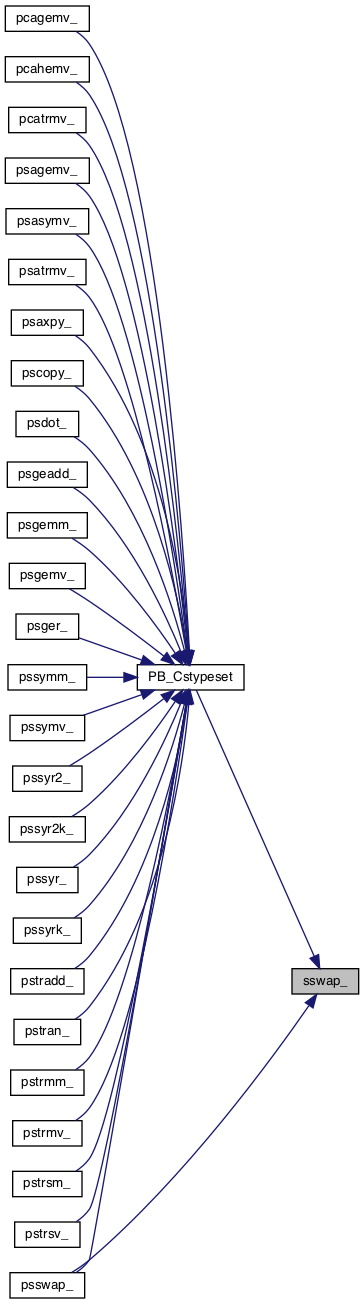 pcagemv_
pcahemv_
pcatrmv_
psagemv_
psasymv_
psatrmv_
psaxpy_
pscopy_
psdot_
psgeadd_
psgemm_
psgemv_
psger_
pssymm_
PB_Cstypeset
pssymv_
pssyr2_
pssyr2k_
pssyr_
pssyrk_
pstradd_
sswap_
pstran_
pstrmm_
pstrmv_
pstrsm_
pstrsv_
psswap_